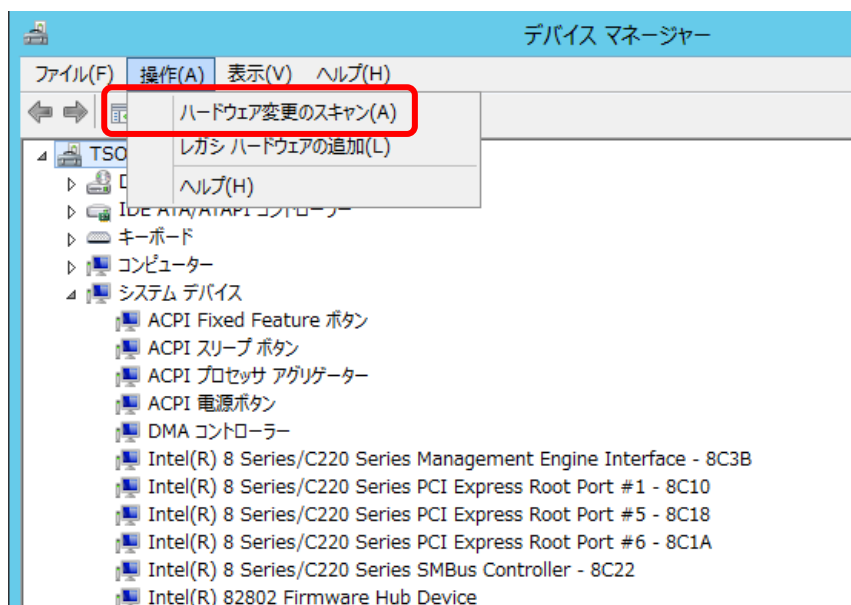 デバイス マネージャー
ファイル(F) 操作(A) 表示(V) ヘルプ(H)
ハードウェア変更のスキャン(A)
レガシ ハードウェアの追加(L)
ヘルプ(H)
TSO
IDE ATA/ATAPI コントローラー
キーボード
コンピューター
システム デバイス
ACPI Fixed Feature ボタン
ACPI スリープ ボタン
ACPI プロセッサ アグリゲーター
ACPI 電源ボタン
DMA コントローラー
Intel(R) 8 Series/C220 Series Management Engine Interface - 8C3B
Intel(R) 8 Series/C220 Series PCI Express Root Port #1 - 8C10
Intel(R) 8 Series/C220 Series PCI Express Root Port #5 - 8C18
Intel(R) 8 Series/C220 Series PCI Express Root Port #6 - 8C1A
Intel(R) 8 Series/C220 Series SMBus Controller - 8C22
Intel(R) 82802 Firmware Hub Device